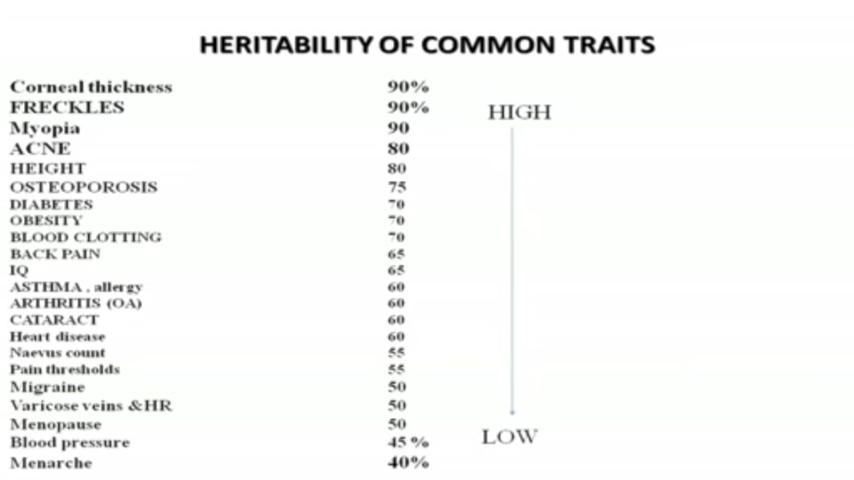 HERITABILITY OF COMMON TRAITS
Corneal thickness 90%
FRECKLES 90%
HIGH
Myopia 90
ACNE 80
HEIGHT 80
OSTEOPOROSIS 75
DIABETES 70
OBESITY 70
BLOOD CLOTTING 70
BACK PAIN 65
IQ 65
ASTHMA , allergy 60
ARTHRITIS (OA) 60
CATARACT 60
Heart disease 60
Naevus count 55
Pain thresholds 55
Migraine 50
Varicose veins &HR 50
Menopause 50
LOW
Blood pressure 45 %
Menarche 40%